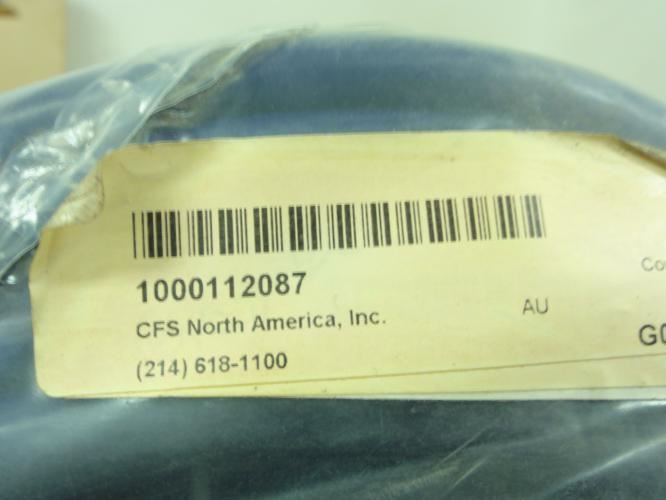 1000112087
CFS North America, Inc.
(214) 618-1100
AU